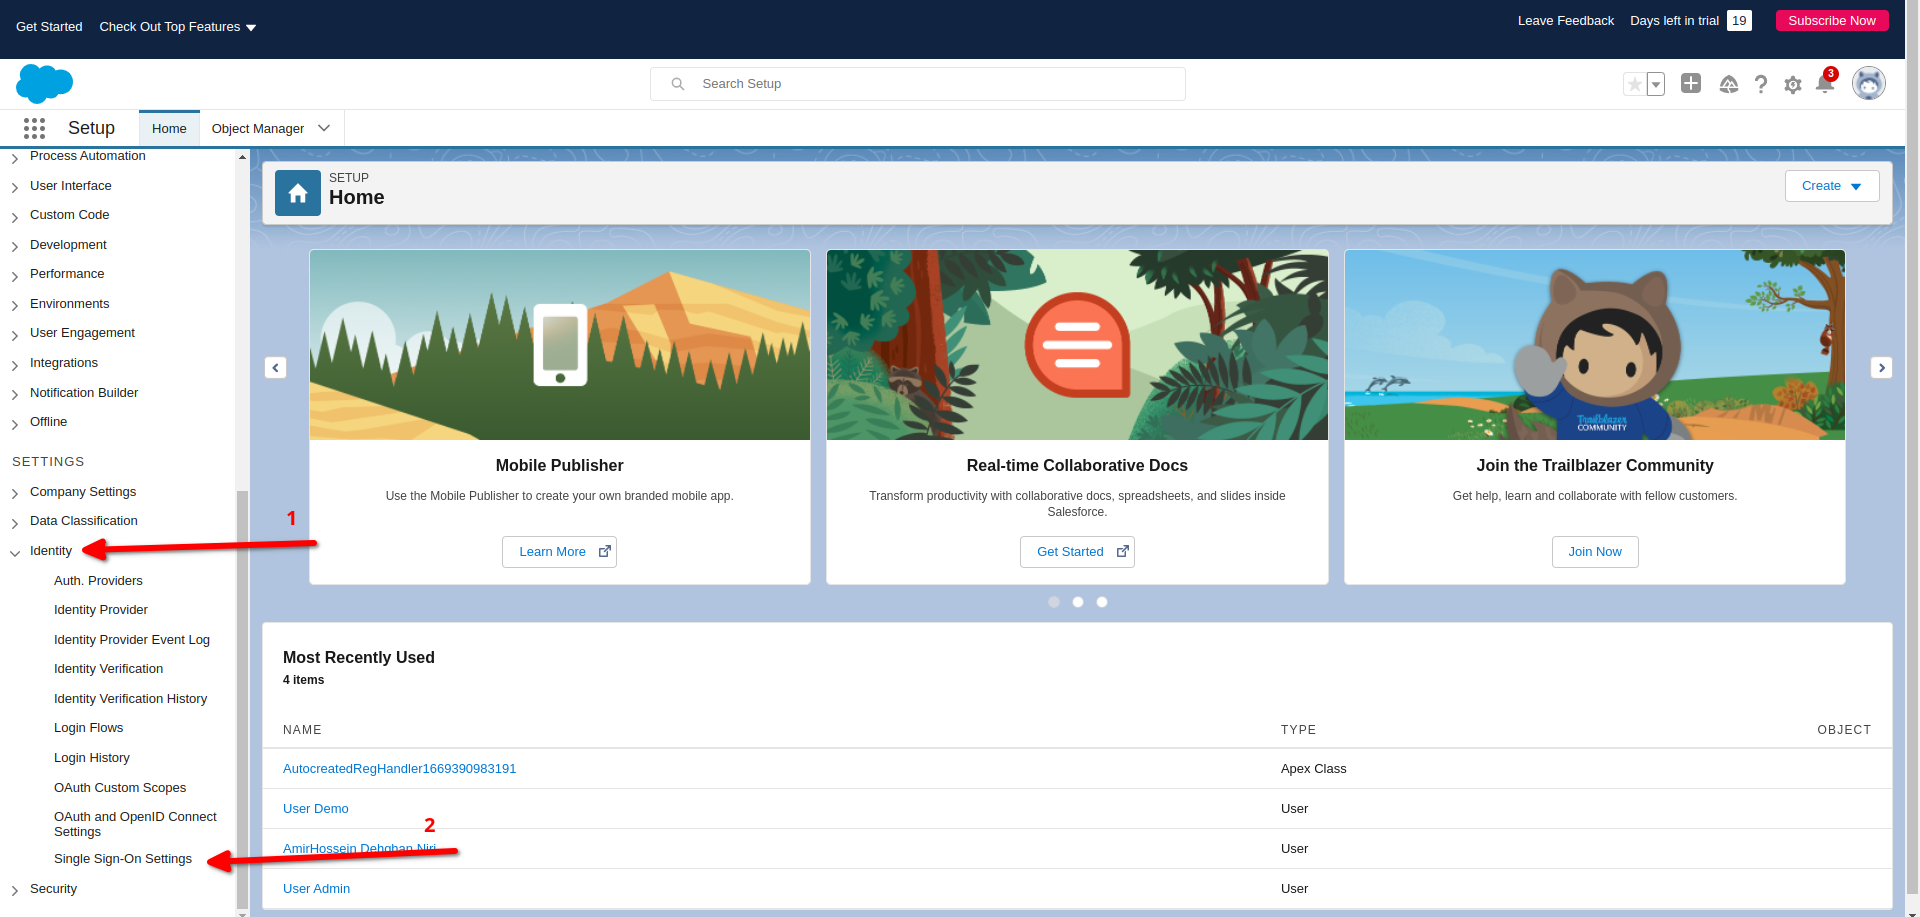 Get Started
Check Out Top Features
Leave Feedback
Days left in trial
19
Subscribe Now
Search Setup
3
Setup
Home
Object Manager
Process Automation
User Interface
Custom Code
Development
Performance
Environments
User Engagement
Integrations
Notification Builder
Offline
SETTINGS
Company Settings
Data Classification
1
Identity
Auth. Providers
Identity Provider
Identity Provider Event Log
Identity Verification
Identity Verification History
Login Flows
Login History
OAuth Custom Scopes
OAuth and OpenID Connect
Settings
Single Sign-On Settings
Security
SETUP
Home
Create
Trailblazer
COMMUNITY
Mobile Publisher
Use the Mobile Publisher to create your own branded mobile app.
Learn More
Real-time Collaborative Docs
Transform productivity with collaborative docs, spreadsheets, and slides inside
Salesforce.
Get Started
Join the Trailblazer Community
Get help, learn and collaborate with fellow customers.
Join Now
Most Recently Used
4 items
NAME TYPE OBJECT
AutocreatedRegHandler1669390983191 Apex Class
User Demo User
2
AmirHossein Dehghan Niri User
User Admin User